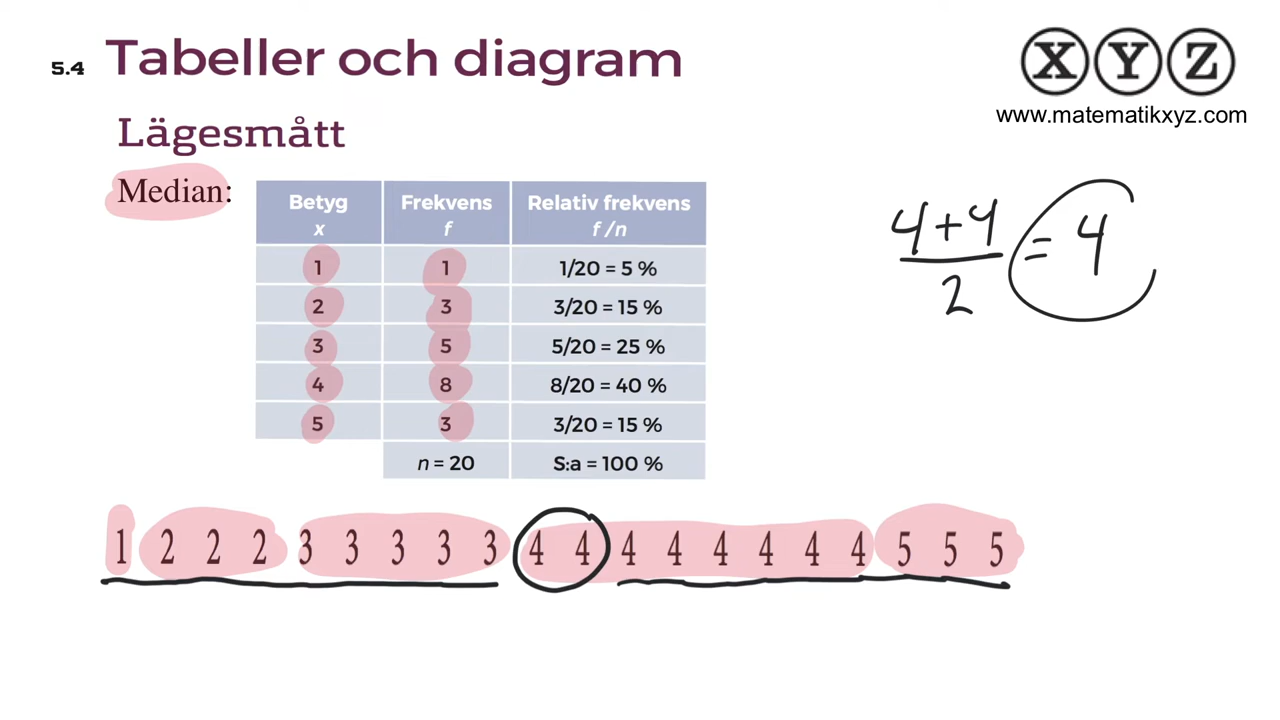 5.4 Tabeller och diagram
X Y Z
www.matematikxyz.com
Lägesmått
Median:
Betyg x Frekvens f Relativ frekvens f/n
1 1 1/20 = 5 %
2 3 3/20 = 15 %
3 5 5/20 = 25 %
4 8 8/20 = 40 %
5 3 3/20 = 15 %
n = 20 S:a = 100 %
4+4
2
= 4
1 2 2 2 3 3 3 3 3 4 4 4 4 4 4 4 4 5 5 5